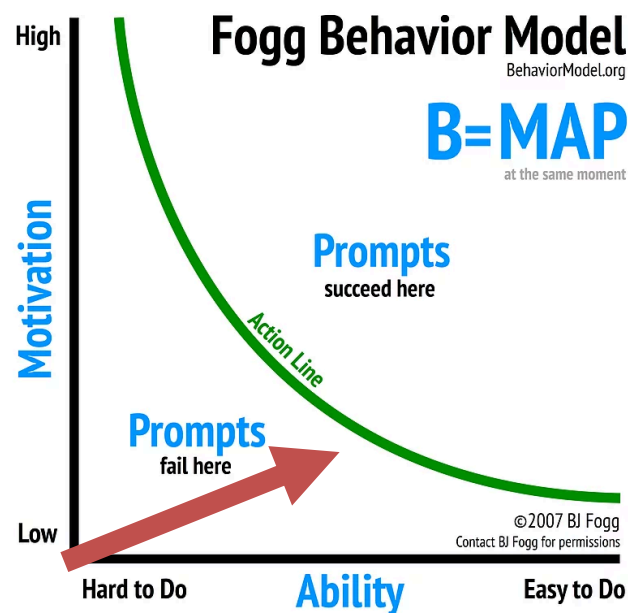 High
Fogg Behavior Model
BehaviorModel.org
B=MAP
at the same moment
Motivation
Prompts
succeed here
Action Line
Prompts
fail here
Low
©2007 BJ Fogg
Contact BJ Fogg for permissions
Hard to Do
Ability
Easy to Do